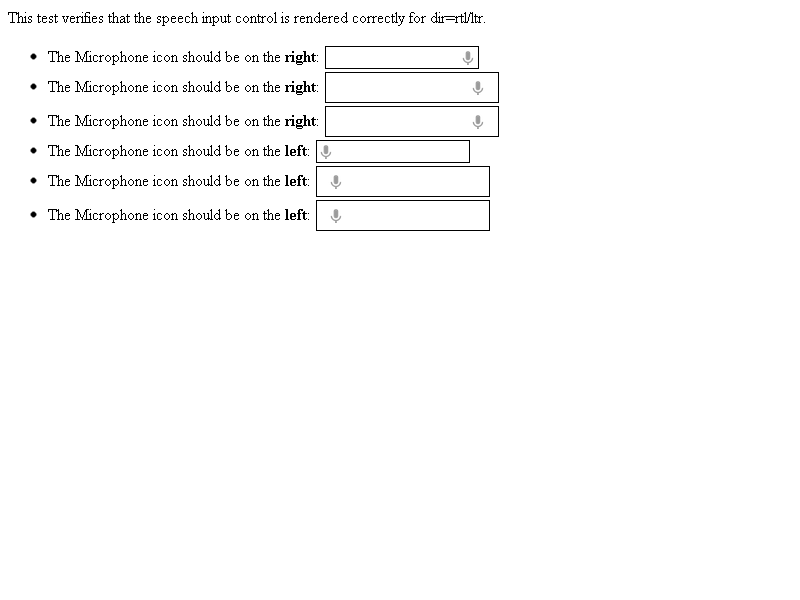 This test verifies that the speech input control is rendered correctly for dir=rtl/ltr.
The Microphone icon should be on the right:
The Microphone icon should be on the right:
The Microphone icon should be on the right:
The Microphone icon should be on the left:
The Microphone icon should be on the left:
The Microphone icon should be on the left: